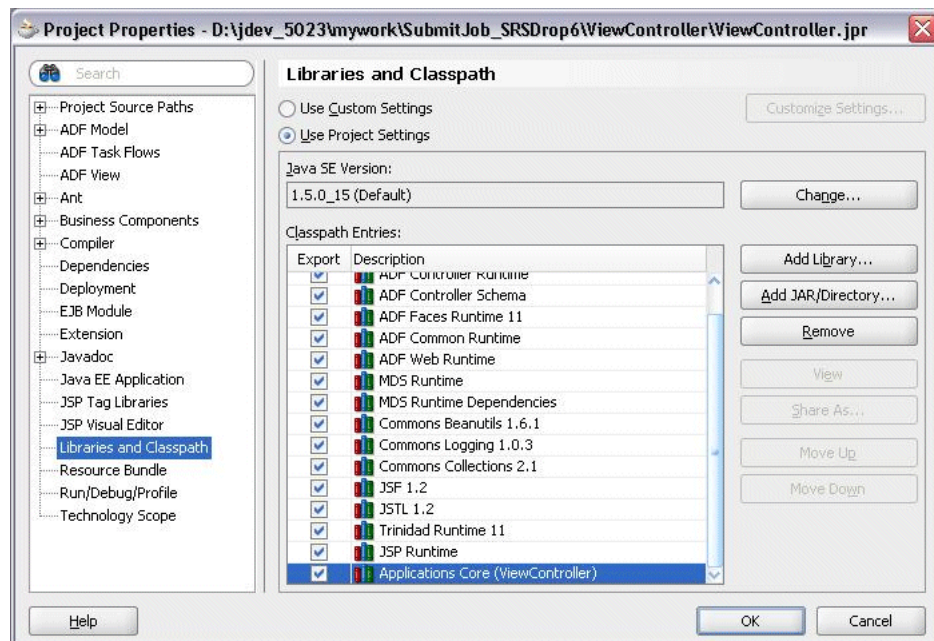 Project Properties - D:\jdev_5023\mywork\SubmitJob_SRSDrop6\ViewController\ViewController.jpr
Search
Project Source Paths
ADF Model
ADF Task Flows
ADF View
Ant
Business Components
Compiler
Dependencies
Deployment
EJB Module
Extension
Javadoc
Java EE Application
JSP Tag Libraries
JSP Visual Editor
Libraries and Classpath
Resource Bundle
Run/Debug/Profile
Technology Scope
Libraries and Classpath
Use Custom Settings
Customize Settings...
Use Project Settings
Java SE Version:
1.5.0_15 (Default)
Change...
Classpath Entries:
Export Description
ADF Controller Runtime
ADF Controller Schema
ADF Faces Runtime 11
ADF Common Runtime
ADF Web Runtime
MDS Runtime
MDS Runtime Dependencies
Commons Beanutils 1.6.1
Commons Logging 1.0.3
Commons Collections 2.1
JSF 1.2
JSTL 1.2
Trinidad Runtime 11
JSP Runtime
Applications Core (ViewController)
Add Library...
Add JAR/Directory...
Remove
View
Share As...
Move Up
Move Down
Help
OK
Cancel